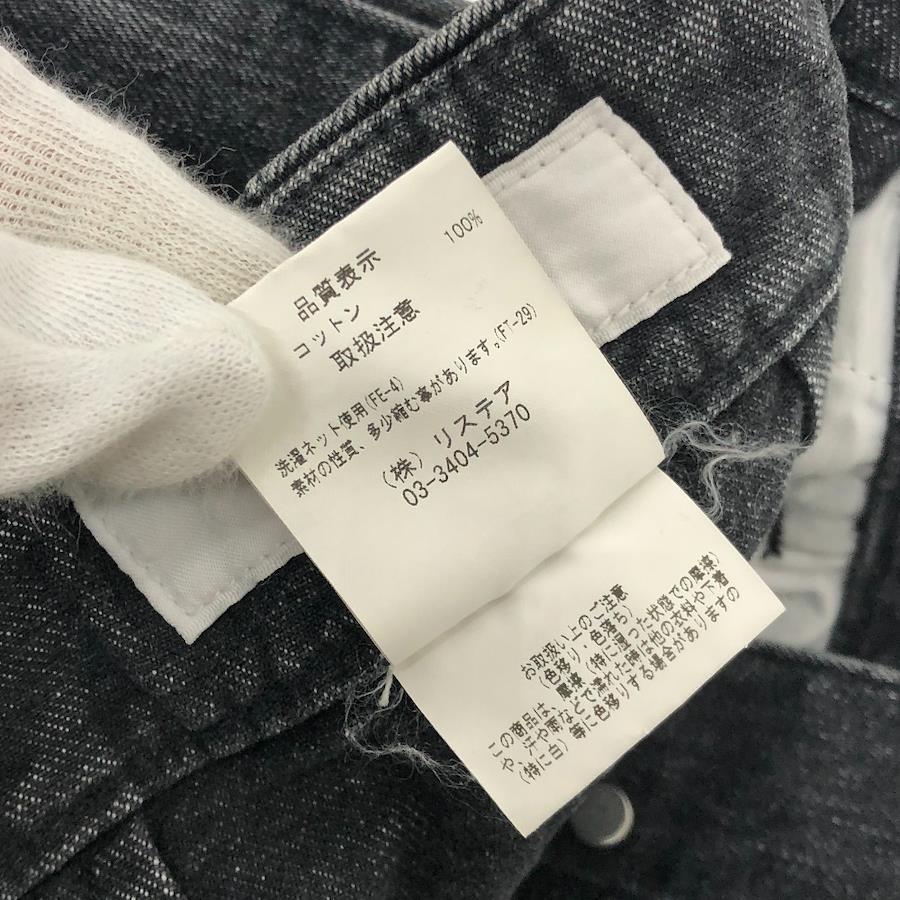 品質表示
コットン 100%
取扱注意
洗濯ネット使用(FE-4)
素材の性質、多少縮む事があります。(FT-29)
(株) リステア
03-3404-5370
お取扱い上のご注意
(色移り・色落ち)
この商品は、摩擦(特に湿った状態での摩擦)
や、汗や雨などで濡れた時は他の衣料や下着
(特に白)等に色移りする場合がありますの